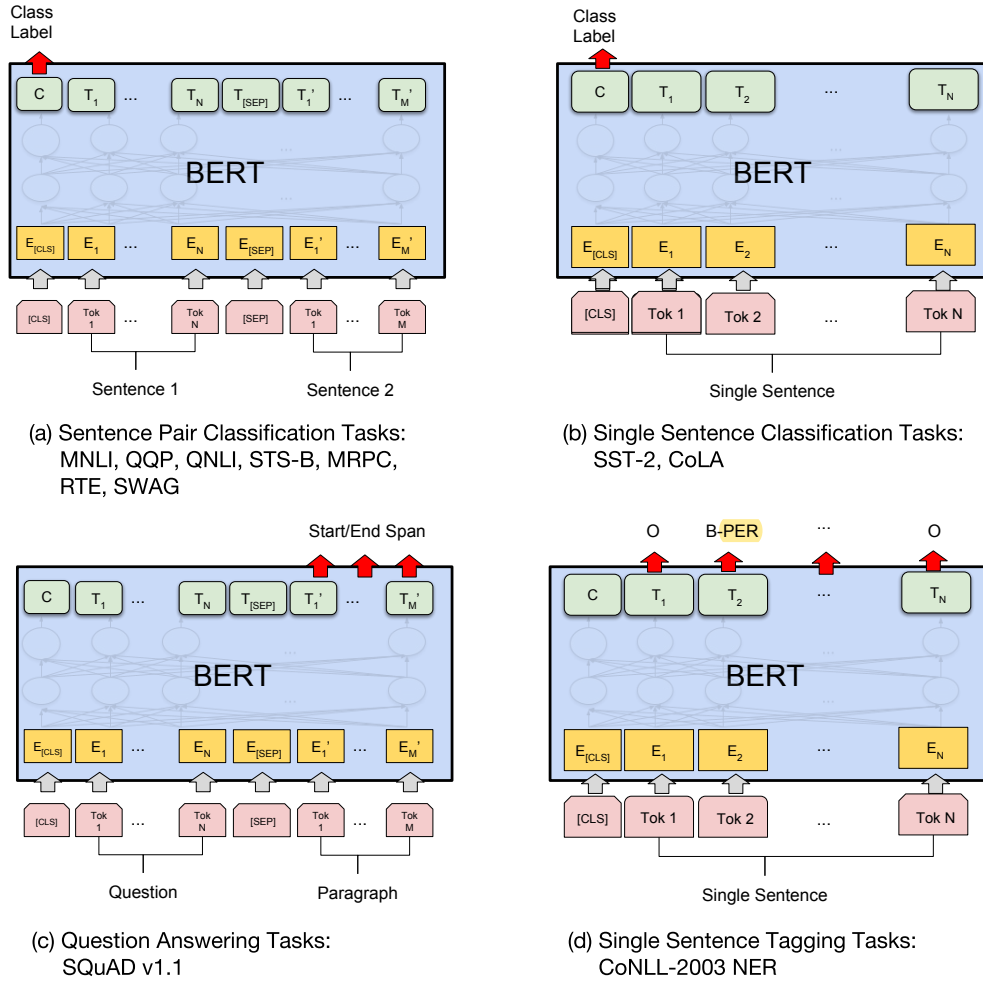 Class
Label
C T1 ... TN T[SEP] T1' ... TM'
...
BERT
...
E[CLS] E1 ... EN E[SEP] E1' ... EM'
[CLS] Tok 1 ... Tok N [SEP] Tok 1 ... Tok M
Sentence 1 Sentence 2
(a) Sentence Pair Classification Tasks:
MNLI, QQP, QNLI, STS-B, MRPC,
RTE, SWAG
Class
Label
C T1 T2 ... TN
...
BERT
...
E[CLS] E1 E2 ... EN
[CLS] Tok 1 Tok 2 ... Tok N
Single Sentence
(b) Single Sentence Classification Tasks:
SST-2, CoLA
Start/End Span
C T1 ... TN T[SEP] T1' ... TM'
...
BERT
...
E[CLS] E1 ... EN E[SEP] E1' ... EM'
[CLS] Tok 1 ... Tok N [SEP] Tok 1 ... Tok M
Question Paragraph
(c) Question Answering Tasks:
SQuAD v1.1
O B-PER ... O
C T1 T2 ... TN
...
BERT
...
E[CLS] E1 E2 ... EN
[CLS] Tok 1 Tok 2 ... Tok N
Single Sentence
(d) Single Sentence Tagging Tasks:
CoNLL-2003 NER